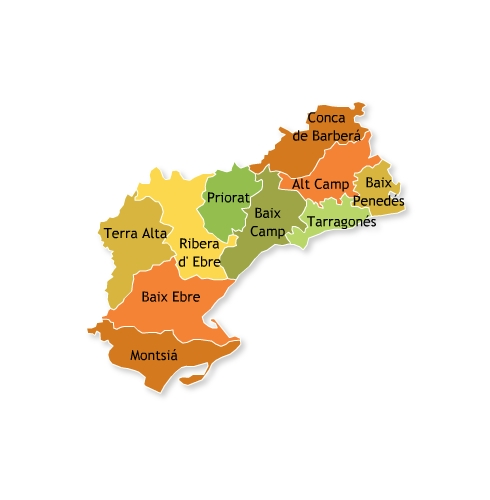 Conca
de Barberá
Alt Camp
Baix
Penedés
Priorat
Baix
Camp
Tarragonés
Terra Alta
Ribera
d' Ebre
Baix Ebre
Montsiá